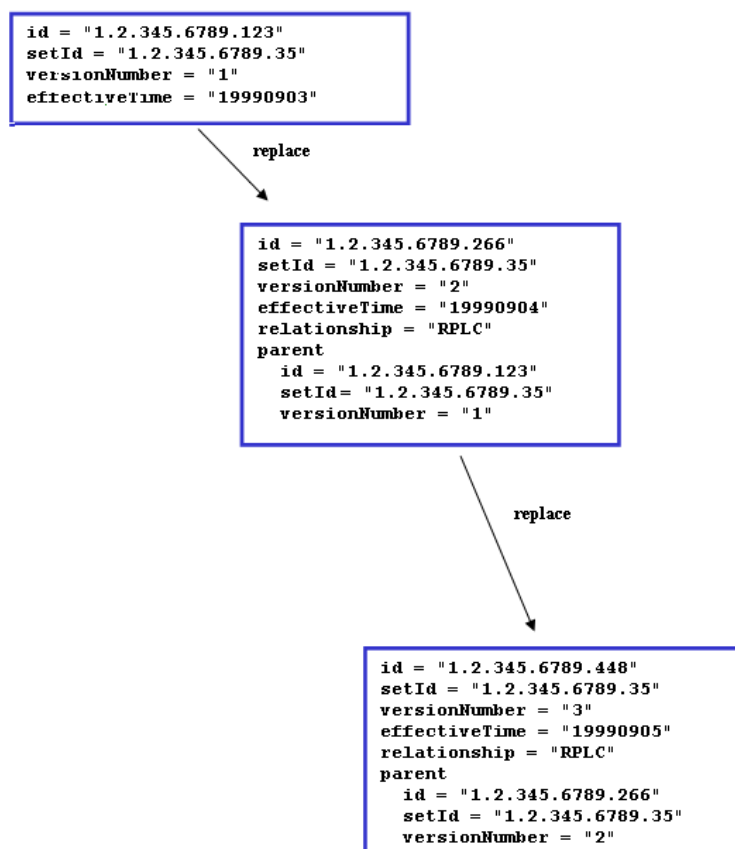 id = "1.2.345.6789.123"
setId = "1.2.345.6789.35"
versionNumber = "1"
effectiveTime = "19990903"
replace
id = "1.2.345.6789.266"
setId = "1.2.345.6789.35"
versionNumber = "2"
effectiveTime = "19990904"
relationship = "RPLC"
parent
id = "1.2.345.6789.123"
setId= "1.2.345.6789.35"
versionNumber = "1"
replace
id = "1.2.345.6789.448"
setId = "1.2.345.6789.35"
versionNumber = "3"
effectiveTime = "19990905"
relationship = "RPLC"
parent
id = "1.2.345.6789.266"
setId = "1.2.345.6789.35"
versionNumber = "2"